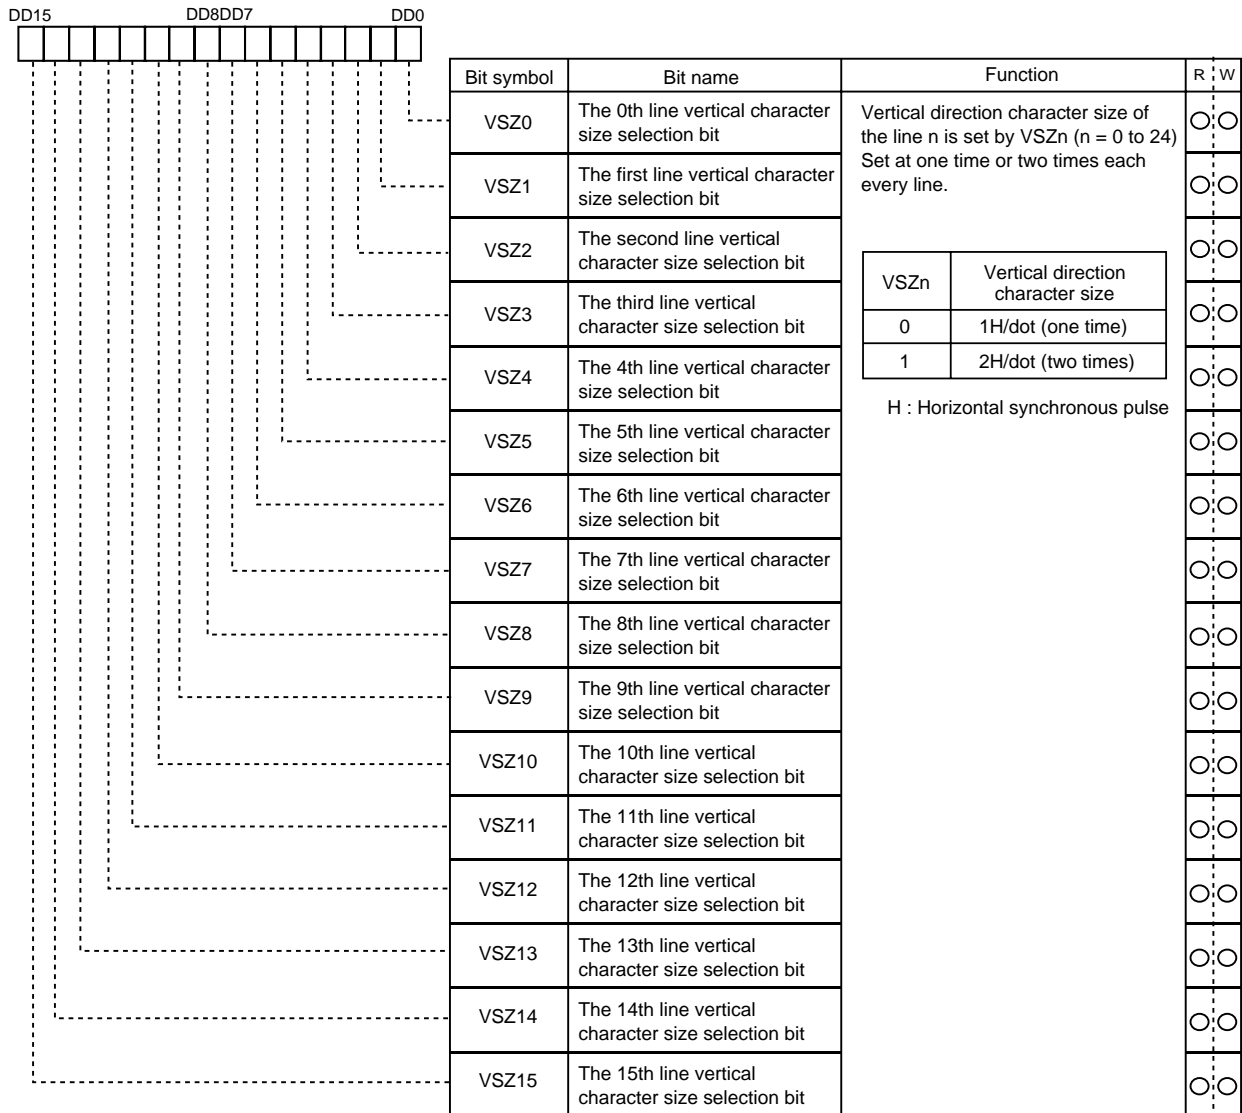 DD15 DD8DD7 DD0
Bit symbol Bit name Function R W
VSZ0 The 0th line vertical character
size selection bit
Vertical direction character size of
the line n is set by VSZn (n = 0 to 24)
Set at one time or two times each
every line.
VSZ1 The first line vertical character
size selection bit
VSZ2 The second line vertical
character size selection bit
VSZn Vertical direction
character size
0 1H/dot (one time)
1 2H/dot (two times)
H : Horizontal synchronous pulse
VSZ3 The third line vertical
character size selection bit
VSZ4 The 4th line vertical character
size selection bit
VSZ5 The 5th line vertical character
size selection bit
VSZ6 The 6th line vertical character
size selection bit
VSZ7 The 7th line vertical character
size selection bit
VSZ8 The 8th line vertical character
size selection bit
VSZ9 The 9th line vertical character
size selection bit
VSZ10 The 10th line vertical
character size selection bit
VSZ11 The 11th line vertical
character size selection bit
VSZ12 The 12th line vertical
character size selection bit
VSZ13 The 13th line vertical
character size selection bit
VSZ14 The 14th line vertical
character size selection bit
VSZ15 The 15th line vertical
character size selection bit